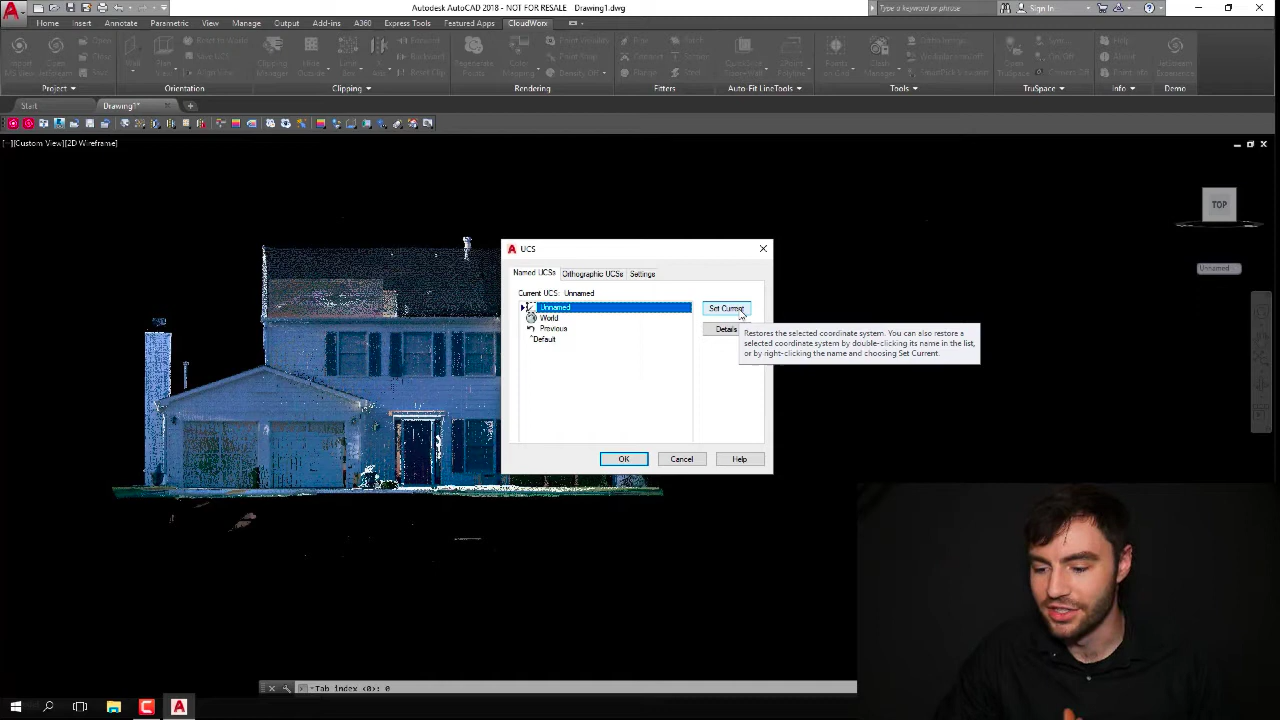 Autodesk AutoCAD 2018 - NOT FOR RESALE Drawing1.dwg
Type a keyword or phrase
Sign In
Home Insert Annotate Parametric View Manage Output Add-ins A360 Express Tools Featured Apps CloudWorx
Project
Orientation
Clipping
Rendering
Fitters
Auto-Fit LineTools
Tools
TruSpace
Info
Demo
Start
Drawing1*
[-][Custom View][2D Wireframe]
TOP
Unnamed
UCS
Named UCSs Orthographic UCSs Settings
Current UCS: Unnamed
Unnamed
World
Previous
Default
Set Current
Details
Restores the selected coordinate system. You can also restore a
selected coordinate system by double-clicking its name in the list,
or by right-clicking the name and choosing Set Current.
OK Cancel Help
Tab index <0>: 0